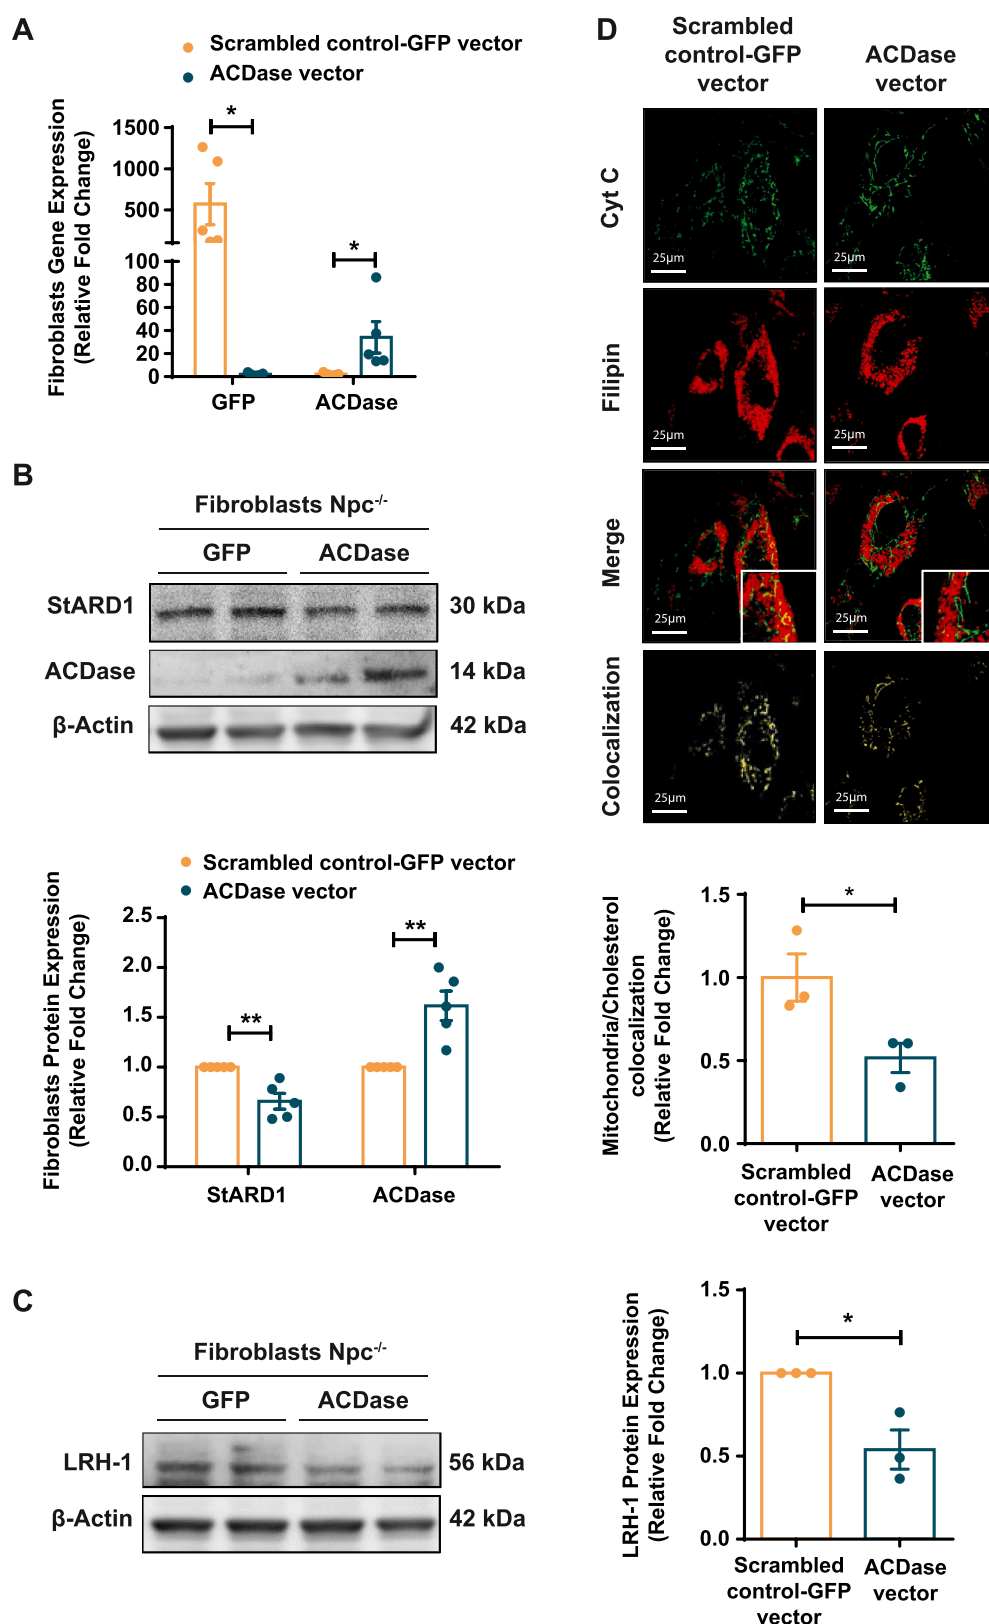 A
Scrambled control-GFP vector
ACDase vector
Fibroblasts Gene Expression
(Relative Fold Change)
1500
1000
500
100
80
60
40
20
0
*
*
GFP
ACDase
B
Fibroblasts Npc-/-
GFP
ACDase
StARD1
30 kDa
ACDase
14 kDa
β-Actin
42 kDa
Scrambled control-GFP vector
ACDase vector
Fibroblasts Protein Expression
(Relative Fold Change)
2.5
2.0
1.5
1.0
0.5
0.0
**
**
StARD1
ACDase
C
Fibroblasts Npc-/-
GFP
ACDase
LRH-1
56 kDa
β-Actin
42 kDa
LRH-1 Protein Expression
(Relative Fold Change)
1.5
1.0
0.5
0.0
*
Scrambled
control-GFP
vector
ACDase
vector
D
Scrambled
control-GFP
vector
ACDase
vector
Cyt C
25µm
25µm
Filipin
25µm
25µm
Merge
25µm
25µm
Colocalization
25µm
25µm
Mitochondria/Cholesterol
colocalization
(Relative Fold Change)
1.5
1.0
0.5
0.0
*
Scrambled
control-GFP
vector
ACDase
vector